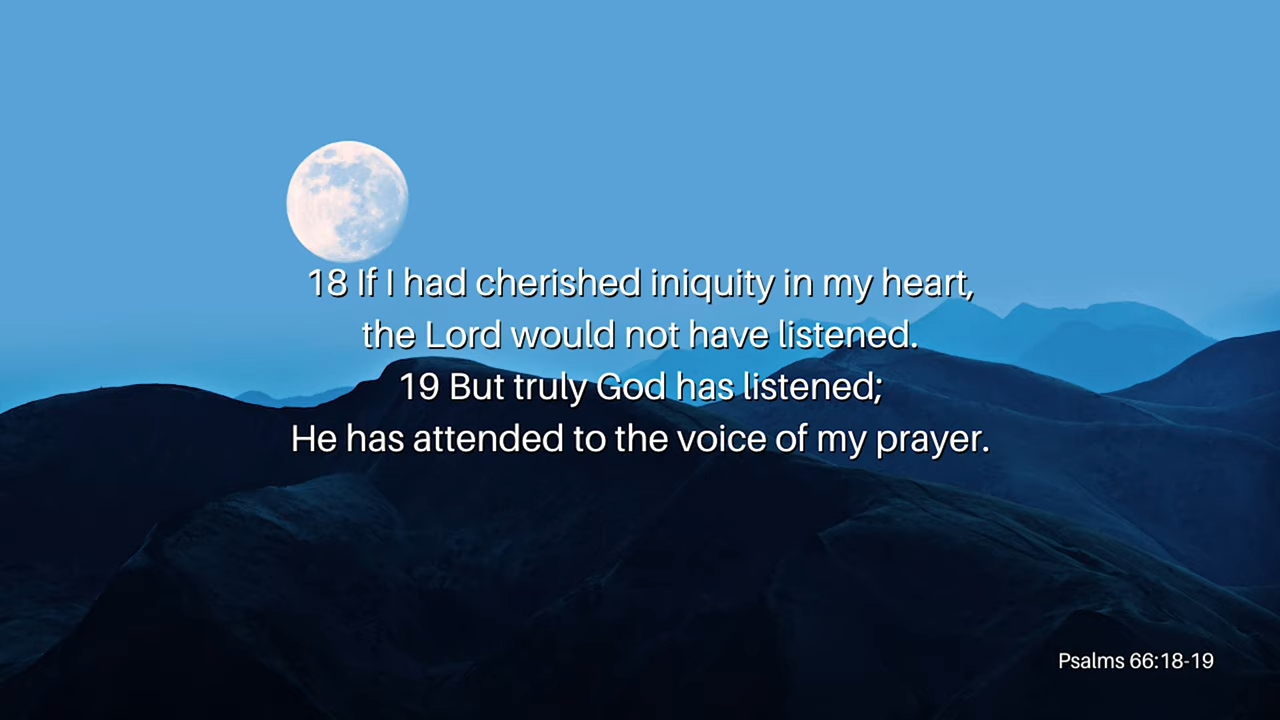 18 If I had cherished iniquity in my heart,
the Lord would not have listened.
19 But truly God has listened;
He has attended to the voice of my prayer.
Psalms 66:18-19